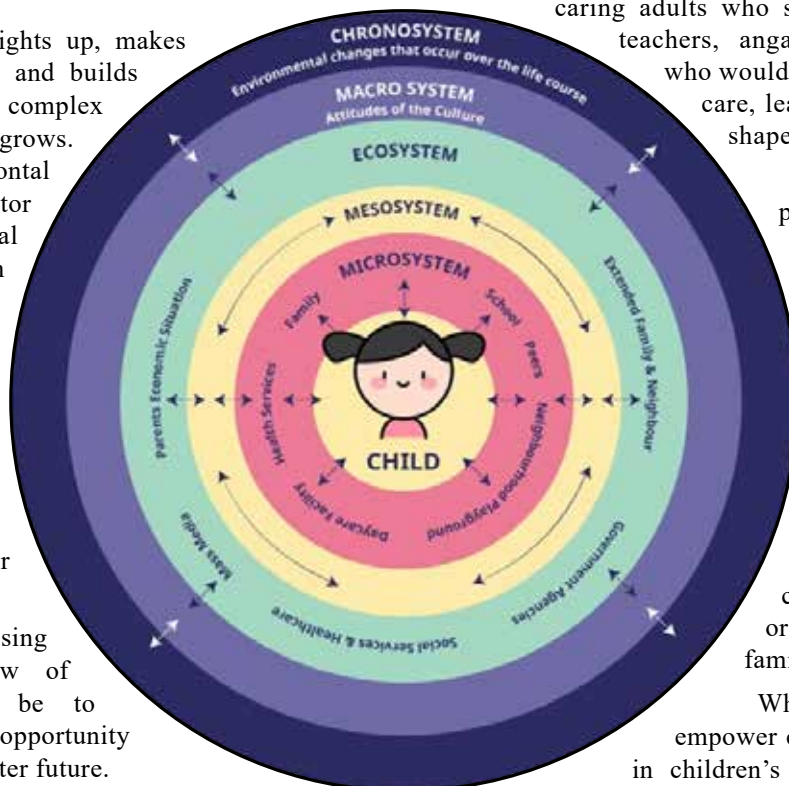 ights up, makes
and builds
complex
grows.
ontal
tor
al
r
sing
w of
be to
opportunity
ter future.
CHRONOSYSTEM
Environmental changes that occur over the life course
MACRO SYSTEM
Attitudes of the Culture
ECOSYSTEM
MESOSYSTEM
MICROSYSTEM
Family
School
Peers
Neighbourhood Playground
Daycare Facility
Health Services
CHILD
Parents Economic Situation
Extended Family & Neighbour
Government Agencies
Social Services & Healthcare
Mass Media
caring adults who s
teachers, anga
who would
care, lea
shape
p
c
or
fami
Wh
empower
in children's